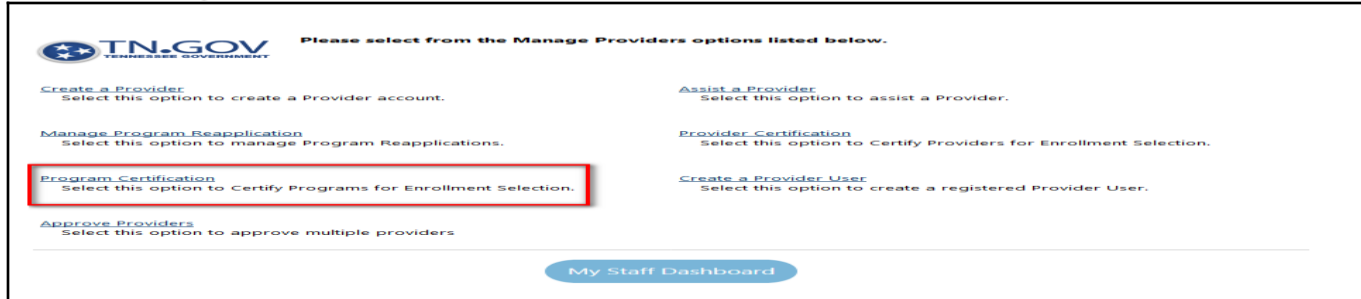 TN.GOV
TENNESSEE GOVERNMENT
Please select from the Manage Providers options listed below.
Create a Provider
Select this option to create a Provider account.
Assist a Provider
Select this option to assist a Provider.
Manage Program Reapplication
Select this option to manage Program Reapplications.
Provider Certification
Select this option to Certify Providers for Enrollment Selection.
Program Certification
Select this option to Certify Programs for Enrollment Selection.
Create a Provider User
Select this option to create a registered Provider User.
Approve Providers
Select this option to approve multiple providers
My Staff Dashboard